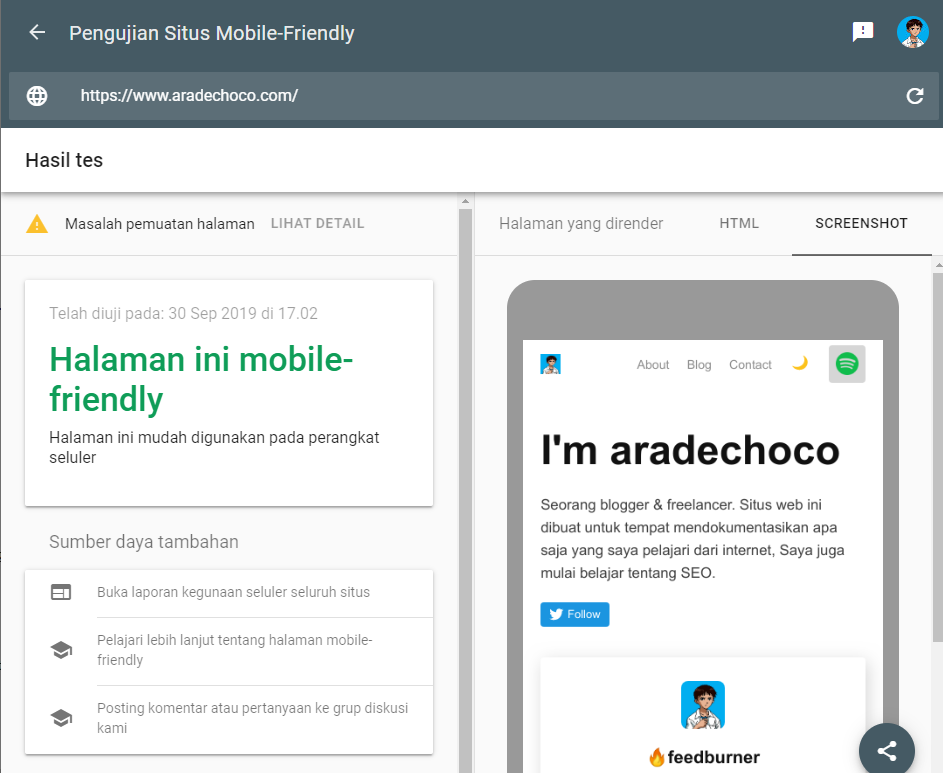 Pengujian Situs Mobile-Friendly
https://www.aradechoco.com/
Hasil tes
Masalah pemuatan halaman LIHAT DETAIL
Telah diuji pada: 30 Sep 2019 di 17.02
Halaman ini mobile-
friendly
Halaman ini mudah digunakan pada perangkat
seluler
Sumber daya tambahan
Buka laporan kegunaan seluler seluruh situs
Pelajari lebih lanjut tentang halaman mobile-
friendly
Posting komentar atau pertanyaan ke grup diskusi
kami
Halaman yang dirender HTML SCREENSHOT
About Blog Contact
I'm aradechoco
Seorang blogger & freelancer. Situs web ini
dibuat untuk tempat mendokumentasikan apa
saja yang saya pelajari dari internet, Saya juga
mulai belajar tentang SEO.
Follow
feedburner